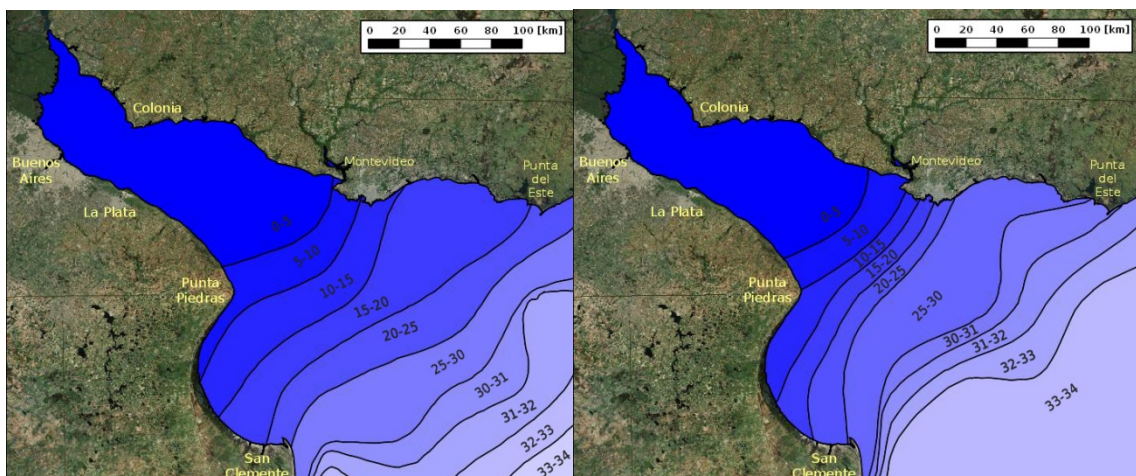 0 20 40 60 80 100 [km]
Colonia
Buenos
Aires
Montevideo
Punta
del
Este
La Plata
0-5
5-10
Punta
Piedras
10-15
15-20
20-25
25-30
30-31
31-32
32-33
33-34
San
Clemente
0 20 40 60 80 100 [km]
Colonia
Buenos
Aires
Montevideo
Punta
del
Este
La Plata
0-5
5-10
10-15
15-20
20-25
Punta
Piedras
25-30
30-31
31-32
32-33
33-34
San
Clemente